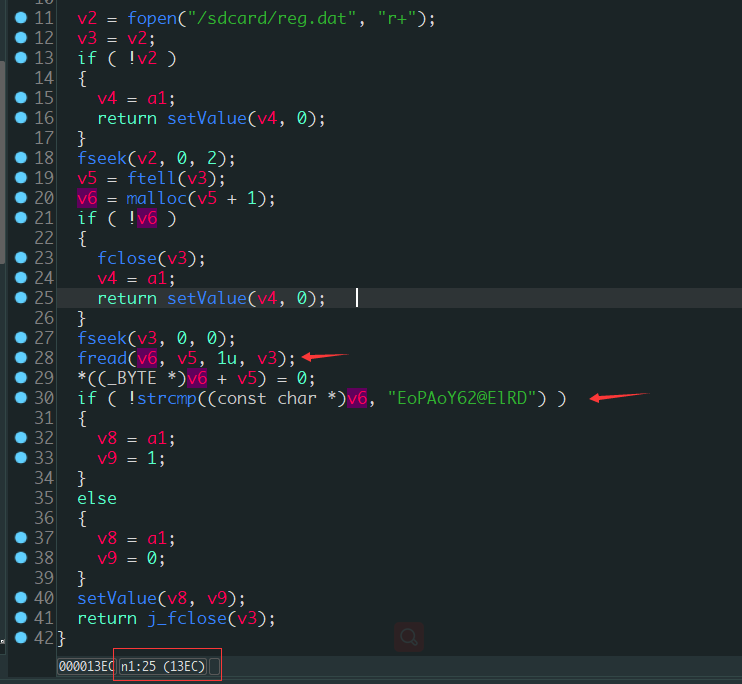 11 v2 = fopen("/sdcard/reg.dat", "r+");
12 v3 = v2;
13 if ( !v2 )
14 {
15 v4 = a1;
16 return setValue(v4, 0);
17 }
18 fseek(v2, 0, 2);
19 v5 = ftell(v3);
20 v6 = malloc(v5 + 1);
21 if ( !v6 )
22 {
23 fclose(v3);
24 v4 = a1;
25 return setValue(v4, 0);
26 }
27 fseek(v3, 0, 0);
28 fread(v6, v5, 1u, v3);
29 *((_BYTE *)v6 + v5) = 0;
30 if ( !strcmp((const char *)v6, "EoPAoY62@ElRD") )
31 {
32 v8 = a1;
33 v9 = 1;
34 }
35 else
36 {
37 v8 = a1;
38 v9 = 0;
39 }
40 setValue(v8, v9);
41 return j_fclose(v3);
42 }
000013EC n1:25 (13EC)